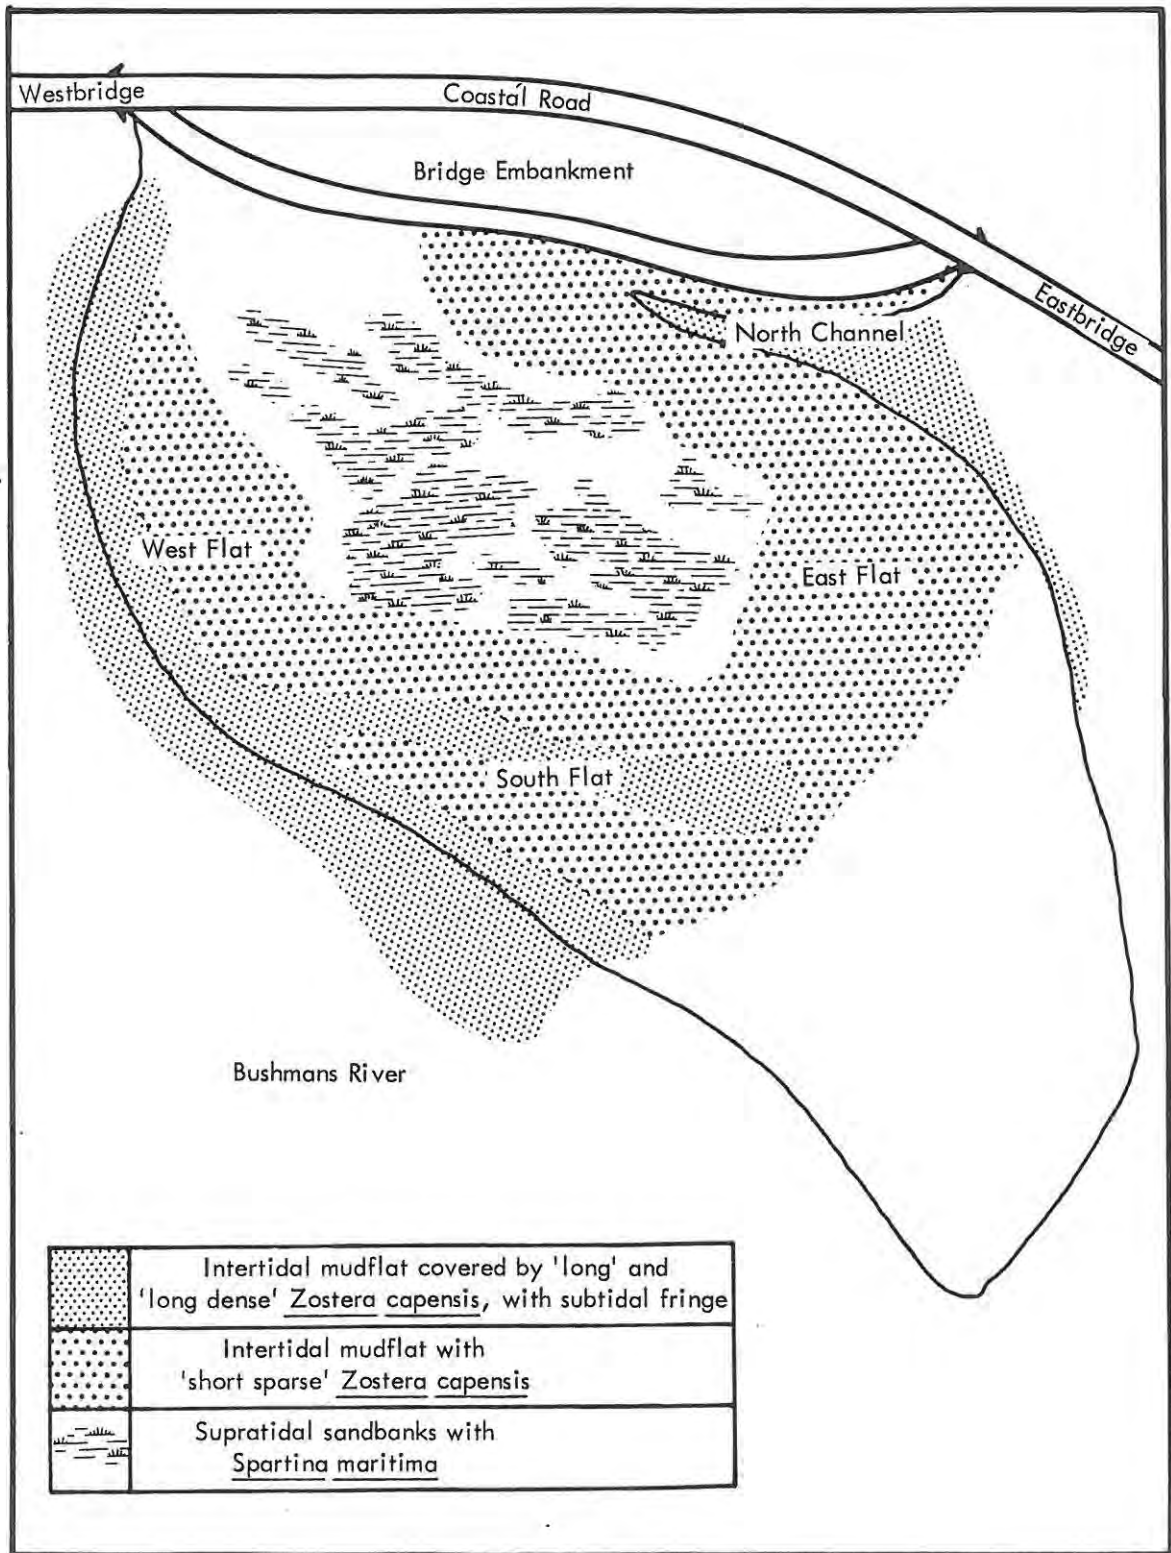 Westbridge
Coastal Road
Bridge Embankment
Eastbridge
North Channel
West Flat
East Flat
South Flat
Bushmans River
Intertidal mudflat covered by 'long' and
'long dense' Zostera capensis, with subtidal fringe
Intertidal mudflat with
'short sparse' Zostera capensis
Supratidal sandbanks with
Spartina maritima